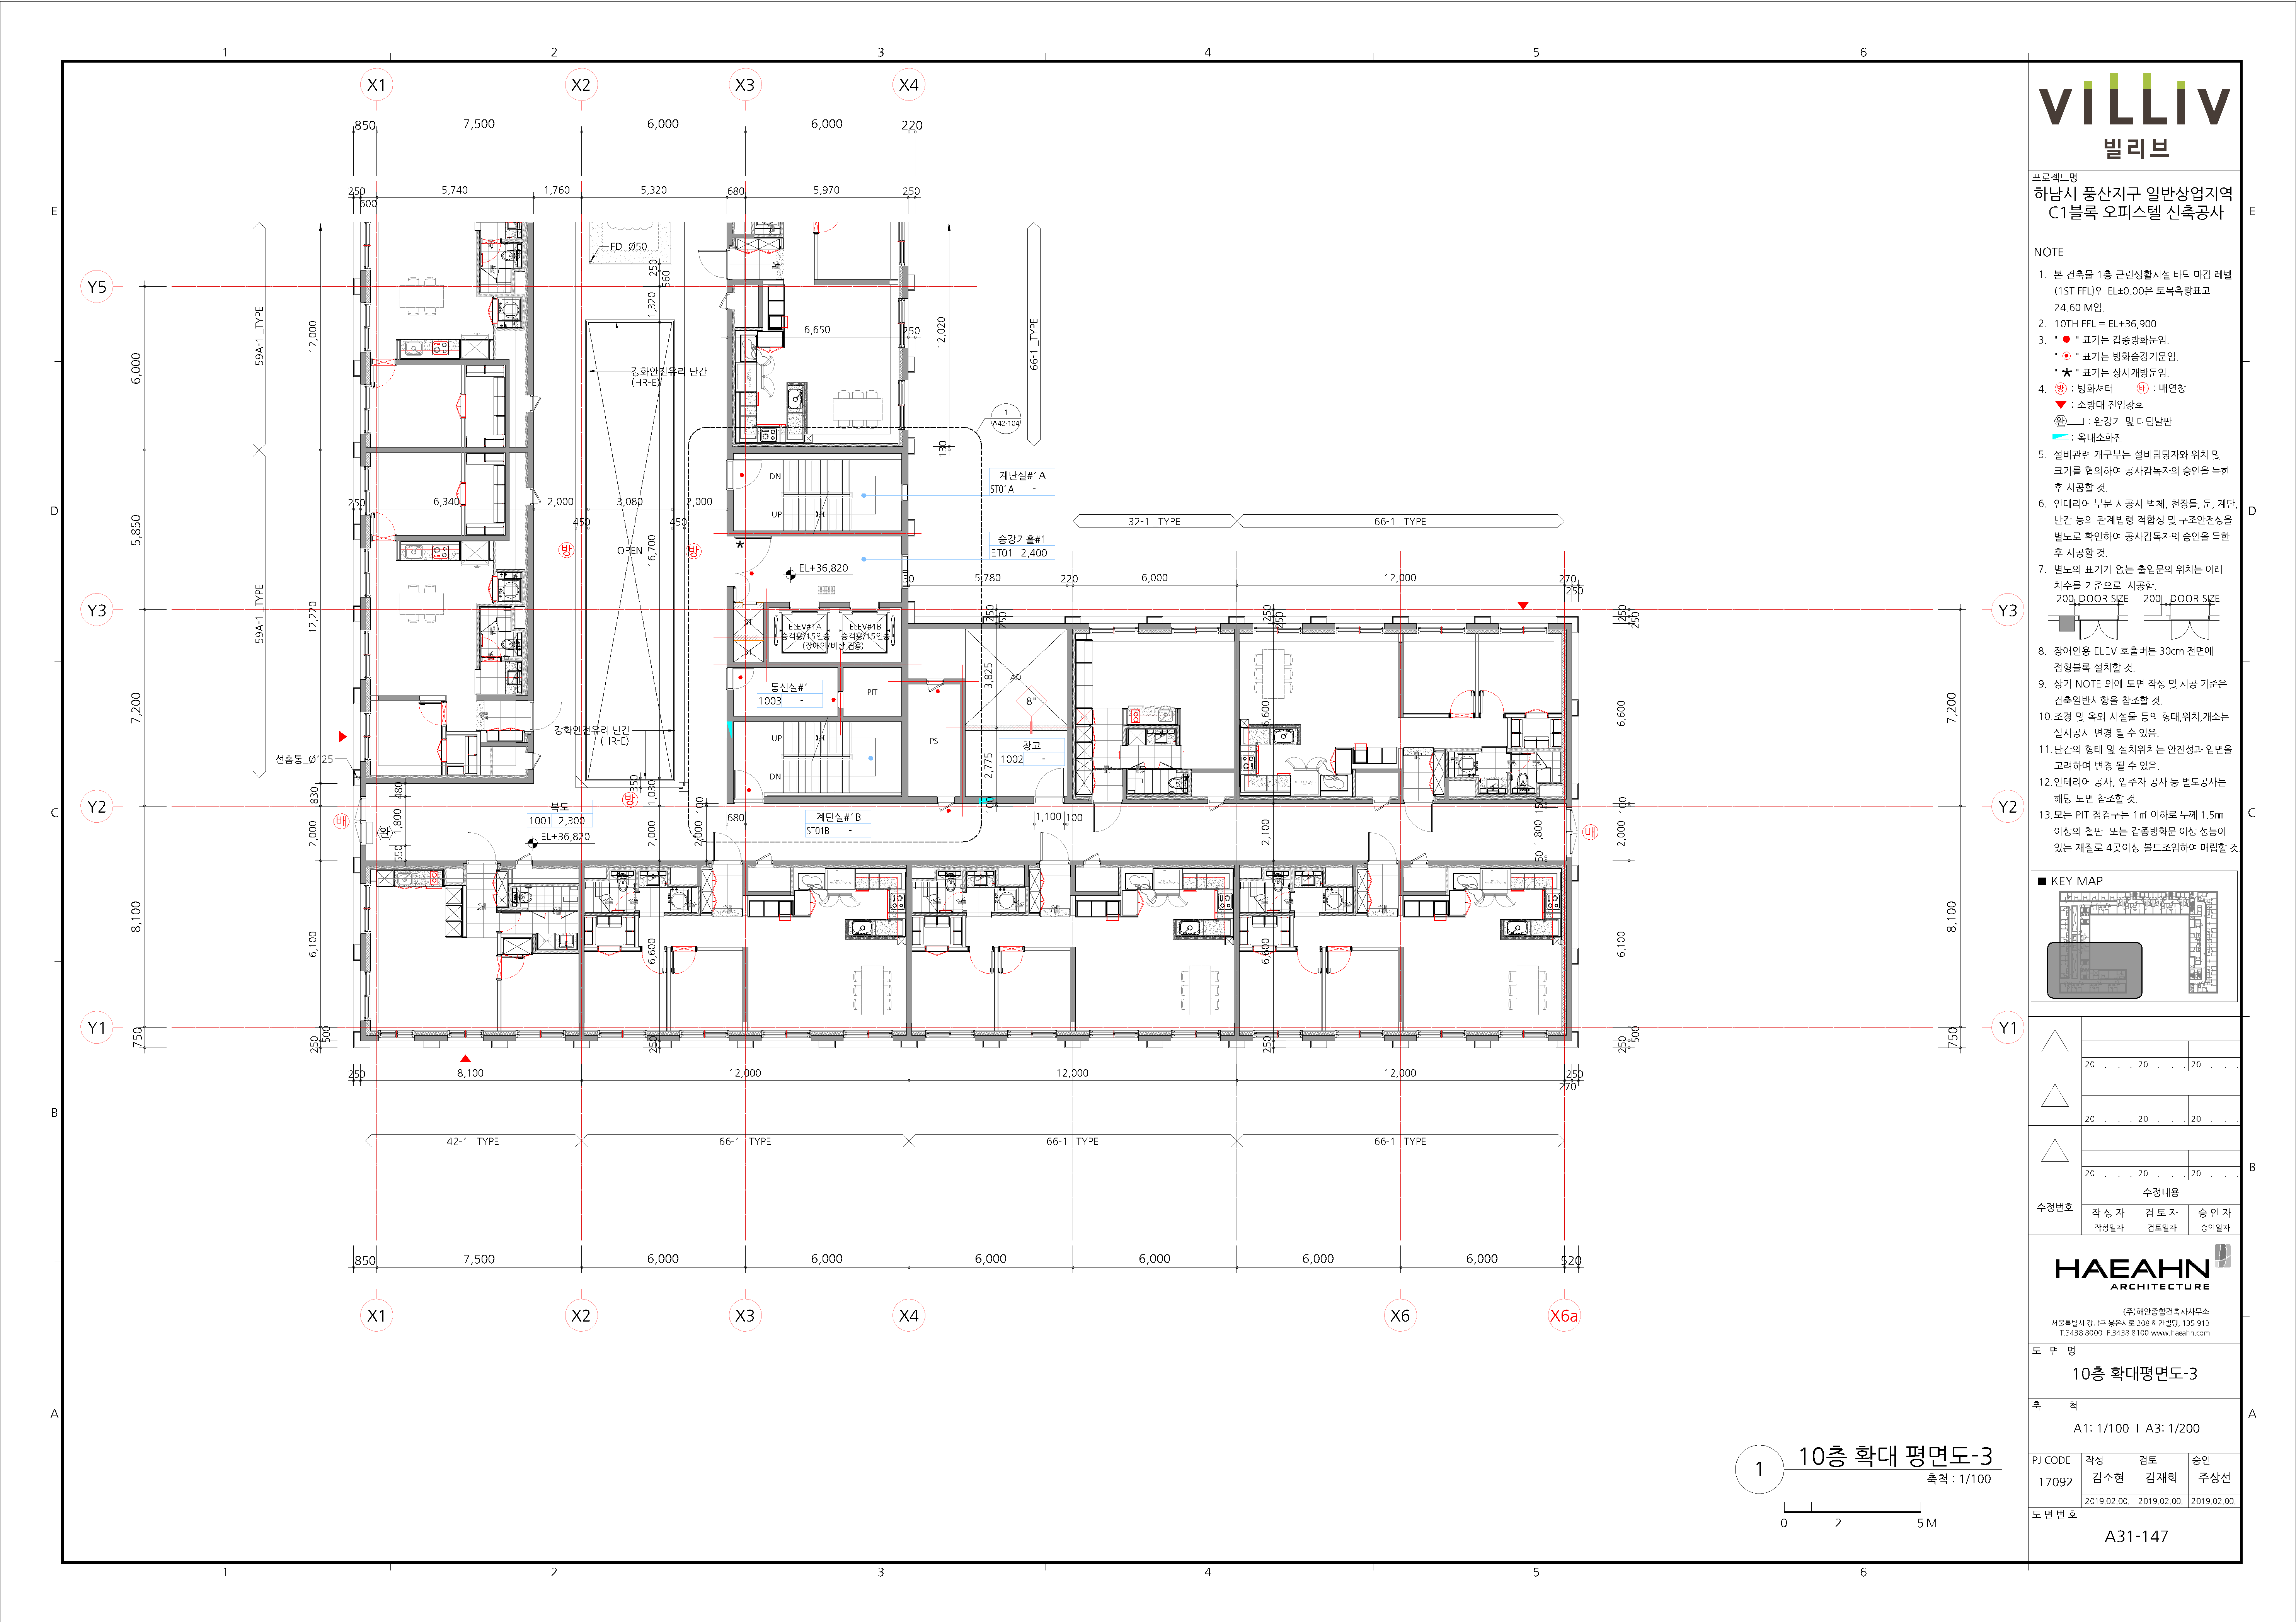 1 2 3 4 5 6
X1 X2 X3 X4
850 7,500 6,000 6,000 220
250 5,740 1,760 5,320 680 5,970 250
600
E
D
C
B
A
Y5
Y3
Y2
Y1
6,000
5,850
7,200
8,100
750
59A-1 _TYPE
59A-1 _TYPE
12,000
12,220
830
2,000
6,100
250
500
480
1,800
550
FD_Ø50
250
560
1,320
강화안전유리 난간
(HR-E)
6,650
250
12,020
130
66-1 _TYPE
1
A42-104
250 6,340 2,000 3,080 2,000
450 450
방 OPEN 16,700 방
DN
UP
계단실#1A
ST01A -
승강기홀#1
ET01 2,400
EL+36,820
ST
ST
ELEV#1A
승객용/15인승
ELEV#1B
승객용/15인승
(장애인/비상 겸용)
통신실#1
1003 -
PIT
UP
DN
PS
AD
8"
창고
1002 -
3,825
2,775
100
250
250
30 5,780 220 6,000 12,000 270
250
32-1 _TYPE 66-1 _TYPE
강화안전유리 난간
(HR-E)
선홈통_Ø125
350
1,030
방
배
완
복도
1001 2,300
EL+36,820
2,000
2,000
100
680
계단실#1B
ST01B -
1,100 100
2,100
250
250
6,600
6,600
6,600
250
250
150
1,800
150
100
2,000
배
250
250
6,600
6,100
250
500
Y3
Y2
Y1
7,200
8,100
750
250 8,100 12,000 12,000 12,000 250
270
42-1 _TYPE 66-1 _TYPE 66-1 _TYPE 66-1 _TYPE
850 7,500 6,000 6,000 6,000 6,000 6,000 6,000 520
X1 X2 X3 X4 X6 X6a
1
10층 확대 평면도-3
축척 : 1/100
0 2 5 M
1 2 3 4 5 6
E
D
C
B
A
VILLIV
빌리브
프로젝트명
하남시 풍산지구 일반상업지역
C1블록 오피스텔 신축공사
NOTE
1. 본 건축물 1층 근린생활시설 바닥 마감 레벨
(1ST FFL)인 EL±0.00은 토목측량표고
24.60 M임.
2. 10TH FFL = EL+36,900
3. " ● " 표기는 갑종방화문임.
" ◉ " 표기는 방화승강기문임.
" ★ " 표기는 상시개방문임.
4. 방 : 방화셔터 배 : 배연창
▼ : 소방대 진입창호
완 : 완강기 및 디딤발판
: 옥내소화전
5. 설비관련 개구부는 설비담당자와 위치 및
크기를 협의하여 공사감독자의 승인을 득한
후 시공할 것.
6. 인테리어 부분 시공시 벽체, 천장틀, 문, 계단,
난간 등의 관계법령 적합성 및 구조안전성을
별도로 확인하여 공사감독자의 승인을 득한
후 시공할 것.
7. 별도의 표기가 없는 출입문의 위치는 아래
치수를 기준으로 시공함.
200 DOOR SIZE 200 DOOR SIZE
8. 장애인용 ELEV 호출버튼 30cm 전면에
점형블록 설치할 것.
9. 상기 NOTE 외에 도면 작성 및 시공 기준은
건축일반사항을 참조할 것.
10. 조경 및 옥외 시설물 등의 형태,위치,개소는
실시공시 변경 될 수 있음.
11. 난간의 형태 및 설치위치는 안전성과 입면을
고려하여 변경 될 수 있음.
12. 인테리어 공사, 입주자 공사 등 별도공사는
해당 도면 참조할 것.
13. 모든 PIT 점검구는 1㎡ 이하로 두께 1.5㎜
이상의 철판 또는 갑종방화문 이상 성능이
있는 재질로 4곳이상 볼트조임하여 매립할 것
■ KEY MAP
20 . . . 20 . . . 20 . . .
20 . . . 20 . . . 20 . . .
20 . . . 20 . . . 20 . . .
수정번호 수정내용
작 성 자 검 토 자 승 인 자
작성일자 검토일자 승인일자
HAEAHN
ARCHITECTURE
(주)해안종합건축사사무소
서울특별시 강남구 봉은사로 208 해안빌딩, 135-913
T.3438 8000 F.3438 8100 www.haeahn.com
도 면 명
10층 확대평면도-3
축 척
A1: 1/100 I A3: 1/200
PJ CODE 작성 검토 승인
17092 김소현 김재희 주상선
2019.02.00. 2019.02.00. 2019.02.00.
도 면 번 호
A31-147